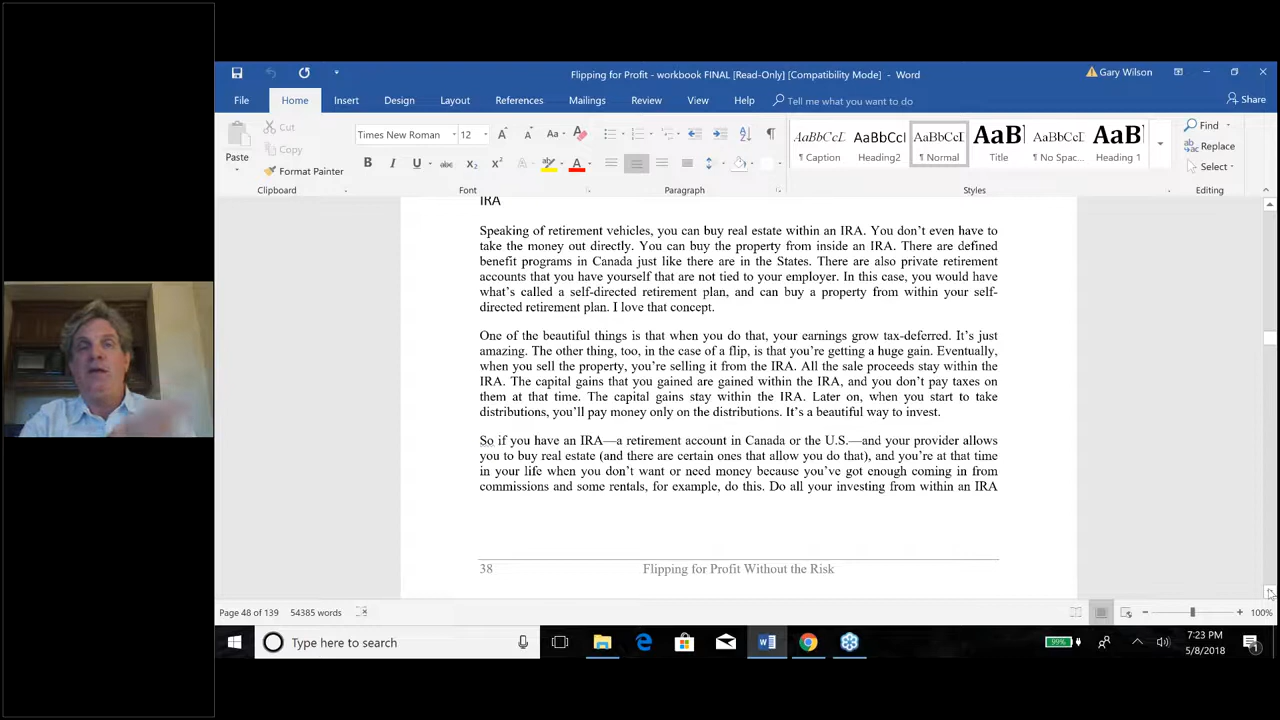 Flipping for Profit - workbook FINAL [Read-Only] [Compatibility Mode] - Word
Gary Wilson
File Home Insert Design Layout References Mailings Review View Help Tell me what you want to do Share
Paste
Cut
Copy
Format Painter
Clipboard
Times New Roman 12
Font
Paragraph
AaBbCcD AaBbCcI AaBbCcD AaB AaBbCcD AaB
Caption Heading2 ¶ Normal Title ¶ No Spac... Heading 1
Styles
Find
Replace
Select
Editing
IRA
Speaking of retirement vehicles, you can buy real estate within an IRA. You don't even have to
take the money out directly. You can buy the property from inside an IRA. There are defined
benefit programs in Canada just like there are in the States. There are also private retirement
accounts that you have yourself that are not tied to your employer. In this case, you would have
what's called a self-directed retirement plan, and can buy a property from within your self-
directed retirement plan. I love that concept.
One of the beautiful things is that when you do that, your earnings grow tax-deferred. It's just
amazing. The other thing, too, in the case of a flip, is that you're getting a huge gain. Eventually,
when you sell the property, you're selling it from the IRA. All the sale proceeds stay within the
IRA. The capital gains that you gained are gained within the IRA, and you don't pay taxes on
them at that time. The capital gains stay within the IRA. Later on, when you start to take
distributions, you'll pay money only on the distributions. It's a beautiful way to invest.
So if you have an IRA—a retirement account in Canada or the U.S.—and your provider allows
you to buy real estate (and there are certain ones that allow you do that), and you're at that time
in your life when you don't want or need money because you've got enough coming in from
commissions and some rentals, for example, do this. Do all your investing from within an IRA
38 Flipping for Profit Without the Risk
Page 48 of 139 54385 words 100%
Type here to search
99%
7:23 PM
5/8/2018